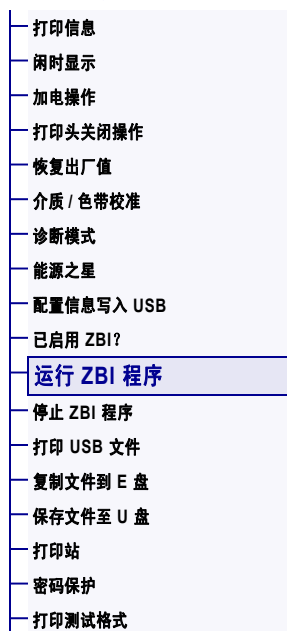 打印信息
闲时显示
加电操作
打印头关闭操作
恢复出厂值
介质 / 色带校准
诊断模式
能源之星
配置信息写入 USB
已启用 ZBI?
运行 ZBI 程序
停止 ZBI 程序
打印 USB 文件
复制文件到 E 盘
保存文件至 U 盘
打印站
密码保护
打印测试格式